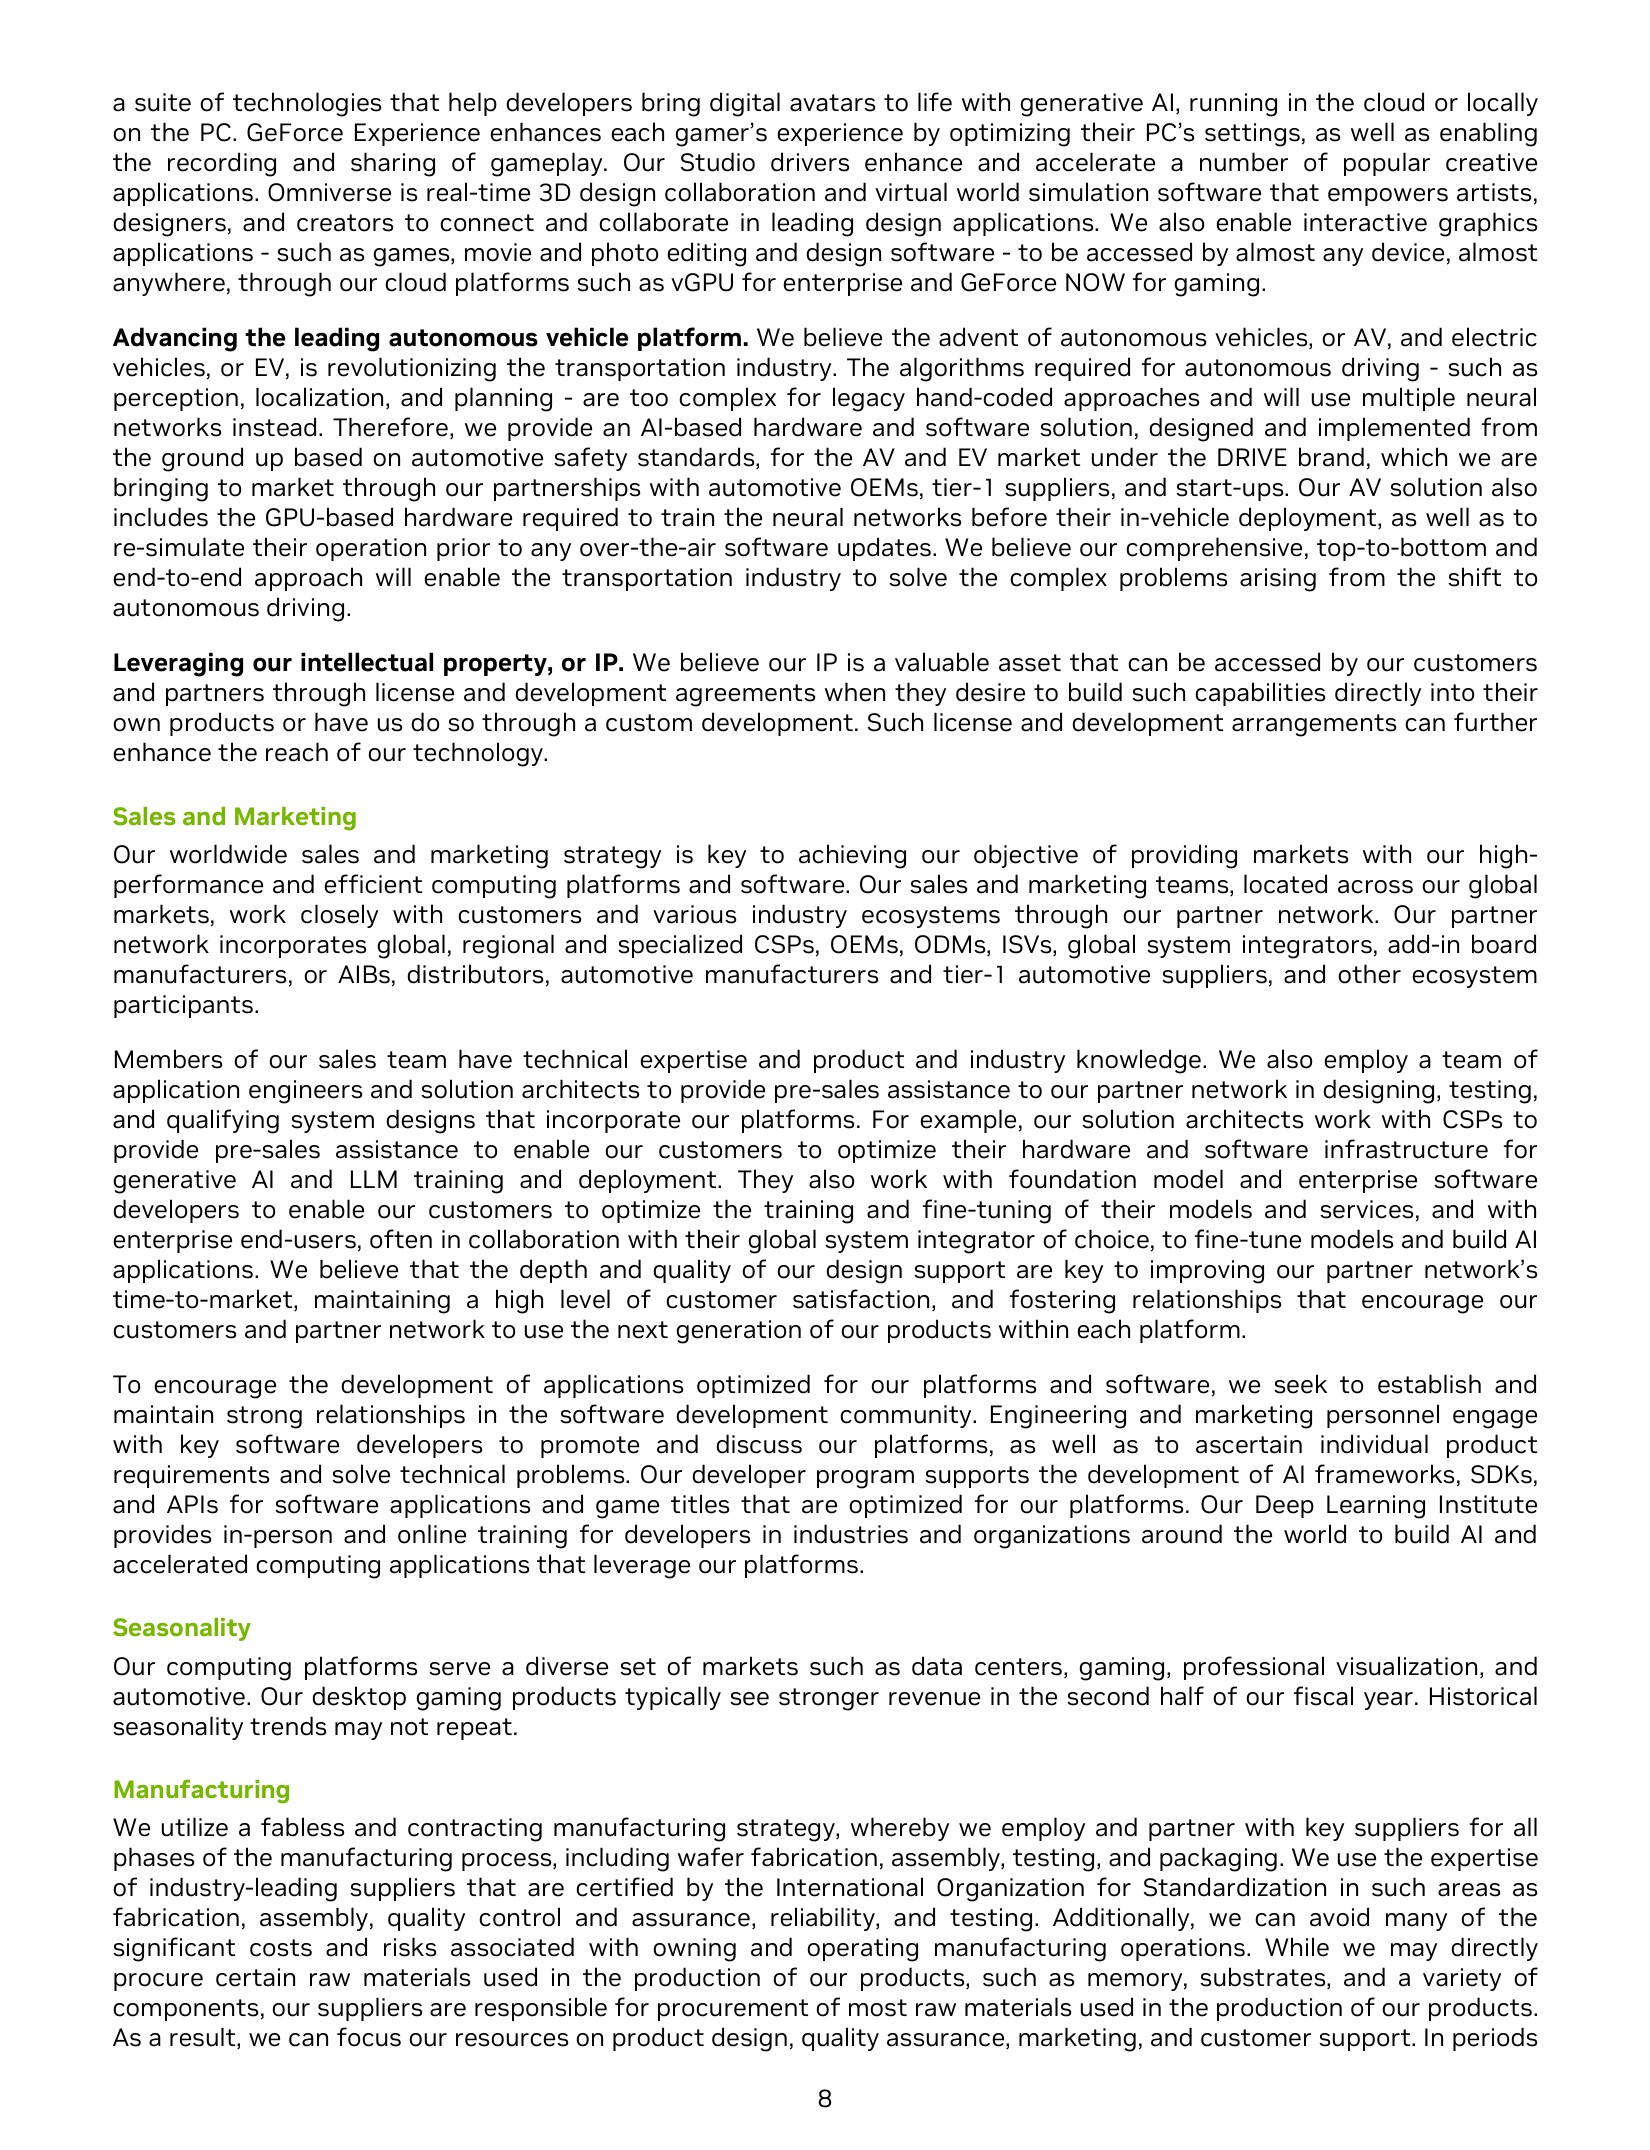 a suite of technologies that help developers bring digital avatars to life with generative AI, running in the cloud or locally
on the PC. GeForce Experience enhances each gamer's experience by optimizing their PC's settings, as well as enabling
the recording and sharing of gameplay. Our Studio drivers enhance and accelerate a number of popular creative
applications. Omniverse is real-time 3D design collaboration and virtual world simulation software that empowers artists,
designers, and creators to connect and collaborate in leading design applications. We also enable interactive graphics
applications - such as games, movie and photo editing and design software - to be accessed by almost any device, almost
anywhere, through our cloud platforms such as vGPU for enterprise and GeForce NOW for gaming.
Advancing the leading autonomous vehicle platform. We believe the advent of autonomous vehicles, or AV, and electric
vehicles, or EV, is revolutionizing the transportation industry. The algorithms required for autonomous driving - such as
perception, localization, and planning - are too complex for legacy hand-coded approaches and will use multiple neural
networks instead. Therefore, we provide an AI-based hardware and software solution, designed and implemented from
the ground up based on automotive safety standards, for the AV and EV market under the DRIVE brand, which we are
bringing to market through our partnerships with automotive OEMs, tier-1 suppliers, and start-ups. Our AV solution also
includes the GPU-based hardware required to train the neural networks before their in-vehicle deployment, as well as to
re-simulate their operation prior to any over-the-air software updates. We believe our comprehensive, top-to-bottom and
end-to-end approach will enable the transportation industry to solve the complex problems arising from the shift to
autonomous driving.
Leveraging our intellectual property, or IP. We believe our IP is a valuable asset that can be accessed by our customers
and partners through license and development agreements when they desire to build such capabilities directly into their
own products or have us do so through a custom development. Such license and development arrangements can further
enhance the reach of our technology.
Sales and Marketing
Our worldwide sales and marketing strategy is key to achieving our objective of providing markets with our high-
performance and efficient computing platforms and software. Our sales and marketing teams, located across our global
markets, work closely with customers and various industry ecosystems through our partner network. Our partner
network incorporates global, regional and specialized CSPs, OEMs, ODMs, ISVs, global system integrators, add-in board
manufacturers, or AIBs, distributors, automotive manufacturers and tier-1 automotive suppliers, and other ecosystem
participants.
Members of our sales team have technical expertise and product and industry knowledge. We also employ a team of
application engineers and solution architects to provide pre-sales assistance to our partner network in designing, testing,
and qualifying system designs that incorporate our platforms. For example, our solution architects work with CSPs to
provide pre-sales assistance to enable our customers to optimize their hardware and software infrastructure for
generative AI and LLM training and deployment. They also work with foundation model and enterprise software
developers to enable our customers to optimize the training and fine-tuning of their models and services, and with
enterprise end-users, often in collaboration with their global system integrator of choice, to fine-tune models and build AI
applications. We believe that the depth and quality of our design support are key to improving our partner network's
time-to-market, maintaining a high level of customer satisfaction, and fostering relationships that encourage our
customers and partner network to use the next generation of our products within each platform.
To encourage the development of applications optimized for our platforms and software, we seek to establish and
maintain strong relationships in the software development community. Engineering and marketing personnel engage
with key software developers to promote and discuss our platforms, as well as to ascertain individual product
requirements and solve technical problems. Our developer program supports the development of AI frameworks, SDKs,
and APIs for software applications and game titles that are optimized for our platforms. Our Deep Learning Institute
provides in-person and online training for developers in industries and organizations around the world to build AI and
accelerated computing applications that leverage our platforms.
Seasonality
Our computing platforms serve a diverse set of markets such as data centers, gaming, professional visualization, and
automotive. Our desktop gaming products typically see stronger revenue in the second half of our fiscal year. Historical
seasonality trends may not repeat.
Manufacturing
We utilize a fabless and contracting manufacturing strategy, whereby we employ and partner with key suppliers for all
phases of the manufacturing process, including wafer fabrication, assembly, testing, and packaging. We use the expertise
of industry-leading suppliers that are certified by the International Organization for Standardization in such areas as
fabrication, assembly, quality control and assurance, reliability, and testing. Additionally, we can avoid many of the
significant costs and risks associated with owning and operating manufacturing operations. While we may directly
procure certain raw materials used in the production of our products, such as memory, substrates, and a variety of
components, our suppliers are responsible for procurement of most raw materials used in the production of our products.
As a result, we can focus our resources on product design, quality assurance, marketing, and customer support. In periods
8